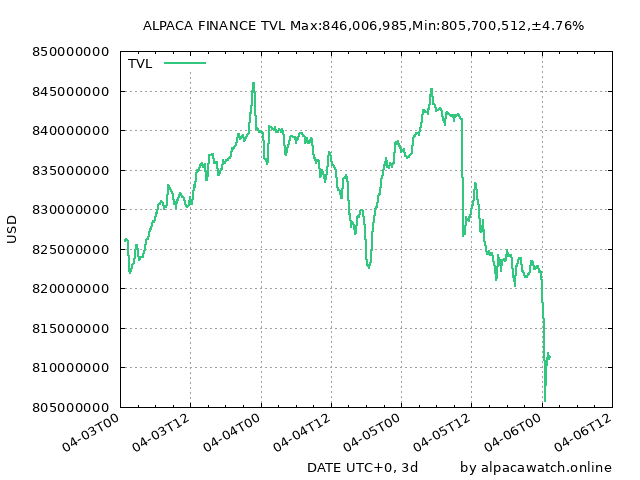 ALPACA FINANCE TVL Max:846,006,985,Min:805,700,512,±4.76%
850000000
TVL
845000000
840000000
835000000
830000000
USD
825000000
820000000
815000000
810000000
805000000
04-03T00
04-03T12
04-04T00
04-04T12
04-05T00
04-05T12
04-06T00
04-06T12
DATE UTC+0, 3d
by alpacawatch.online